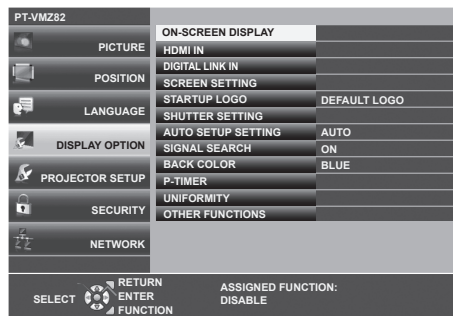 PT-VMZ82
PICTURE
POSITION
LANGUAGE
DISPLAY OPTION
PROJECTOR SETUP
SECURITY
NETWORK
ON-SCREEN DISPLAY
HDMI IN
DIGITAL LINK IN
SCREEN SETTING
STARTUP LOGO DEFAULT LOGO
SHUTTER SETTING
AUTO SETUP SETTING AUTO
SIGNAL SEARCH ON
BACK COLOR BLUE
P-TIMER
UNIFORMITY
OTHER FUNCTIONS
SELECT
RETURN
ENTER
FUNCTION
ASSIGNED FUNCTION:
DISABLE